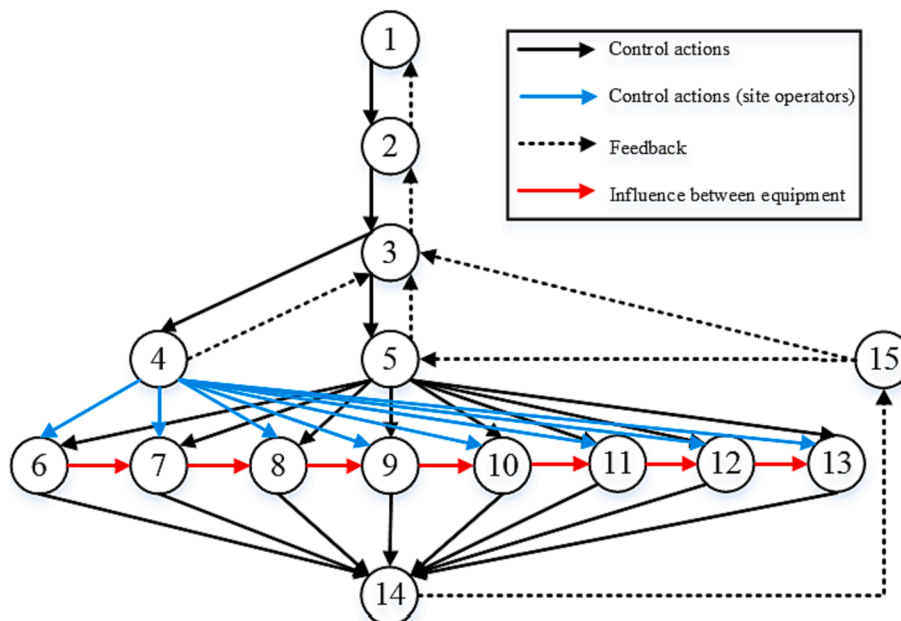 1
Control actions
Control actions (site operators)
2
Feedback
Influence between equipment
3
4
5
15
6 7 8 9 10 11 12 13
14